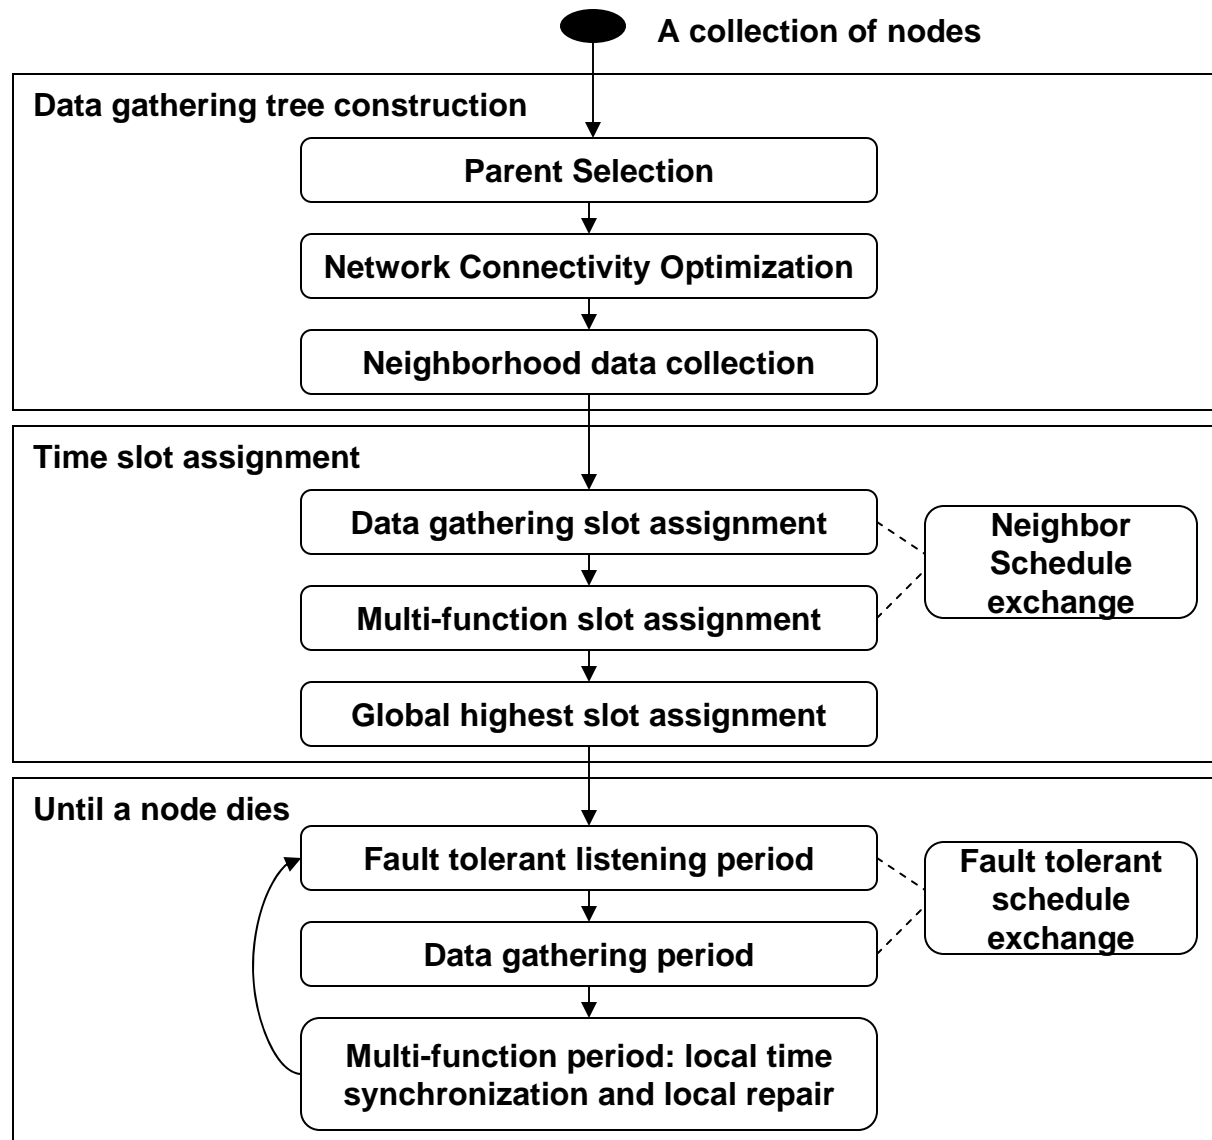 A collection of nodes
Data gathering tree construction
Parent Selection
Network Connectivity Optimization
Neighborhood data collection
Time slot assignment
Data gathering slot assignment
Neighbor
Schedule
exchange
Multi-function slot assignment
Global highest slot assignment
Until a node dies
Fault tolerant listening period
Fault tolerant
schedule
exchange
Data gathering period
Multi-function period: local time
synchronization and local repair